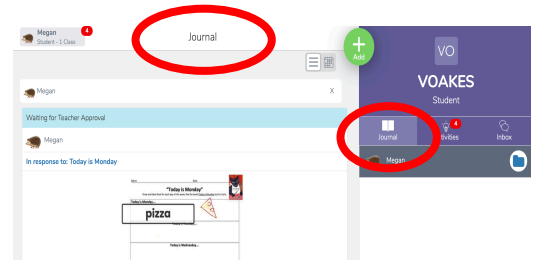 Megan
4
Student - 1 Class
Journal
Add
Megan
X
Waiting for Teacher Approval
Megan
In response to: Today is Monday
"Today is Monday"
Today is Monday...
pizza
Today is Wednesday...
VO
VOAKES
Student
Journal
4
tivities
Inbox
Megan